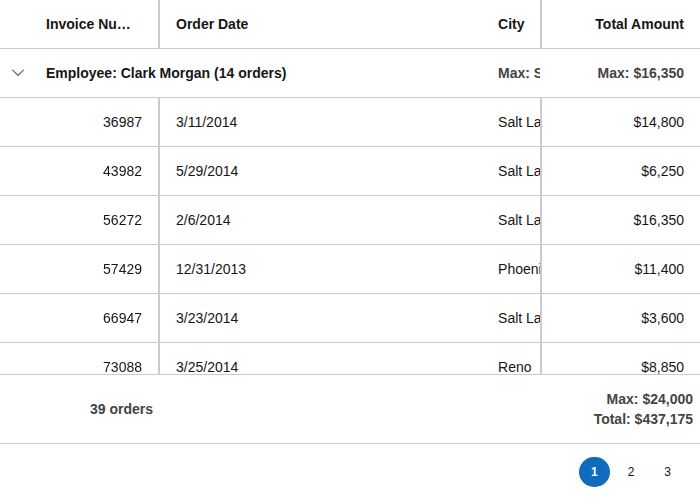 Invoice Nu… Order Date City Total Amount
Employee: Clark Morgan (14 orders) Max: S Max: $16,350
36987 3/11/2014 Salt La $14,800
43982 5/29/2014 Salt La $6,250
56272 2/6/2014 Salt La $16,350
57429 12/31/2013 Phoeni $11,400
66947 3/23/2014 Salt La $3,600
73088 3/25/2014 Reno $8,850
39 orders
Max: $24,000
Total: $437,175
1 2 3